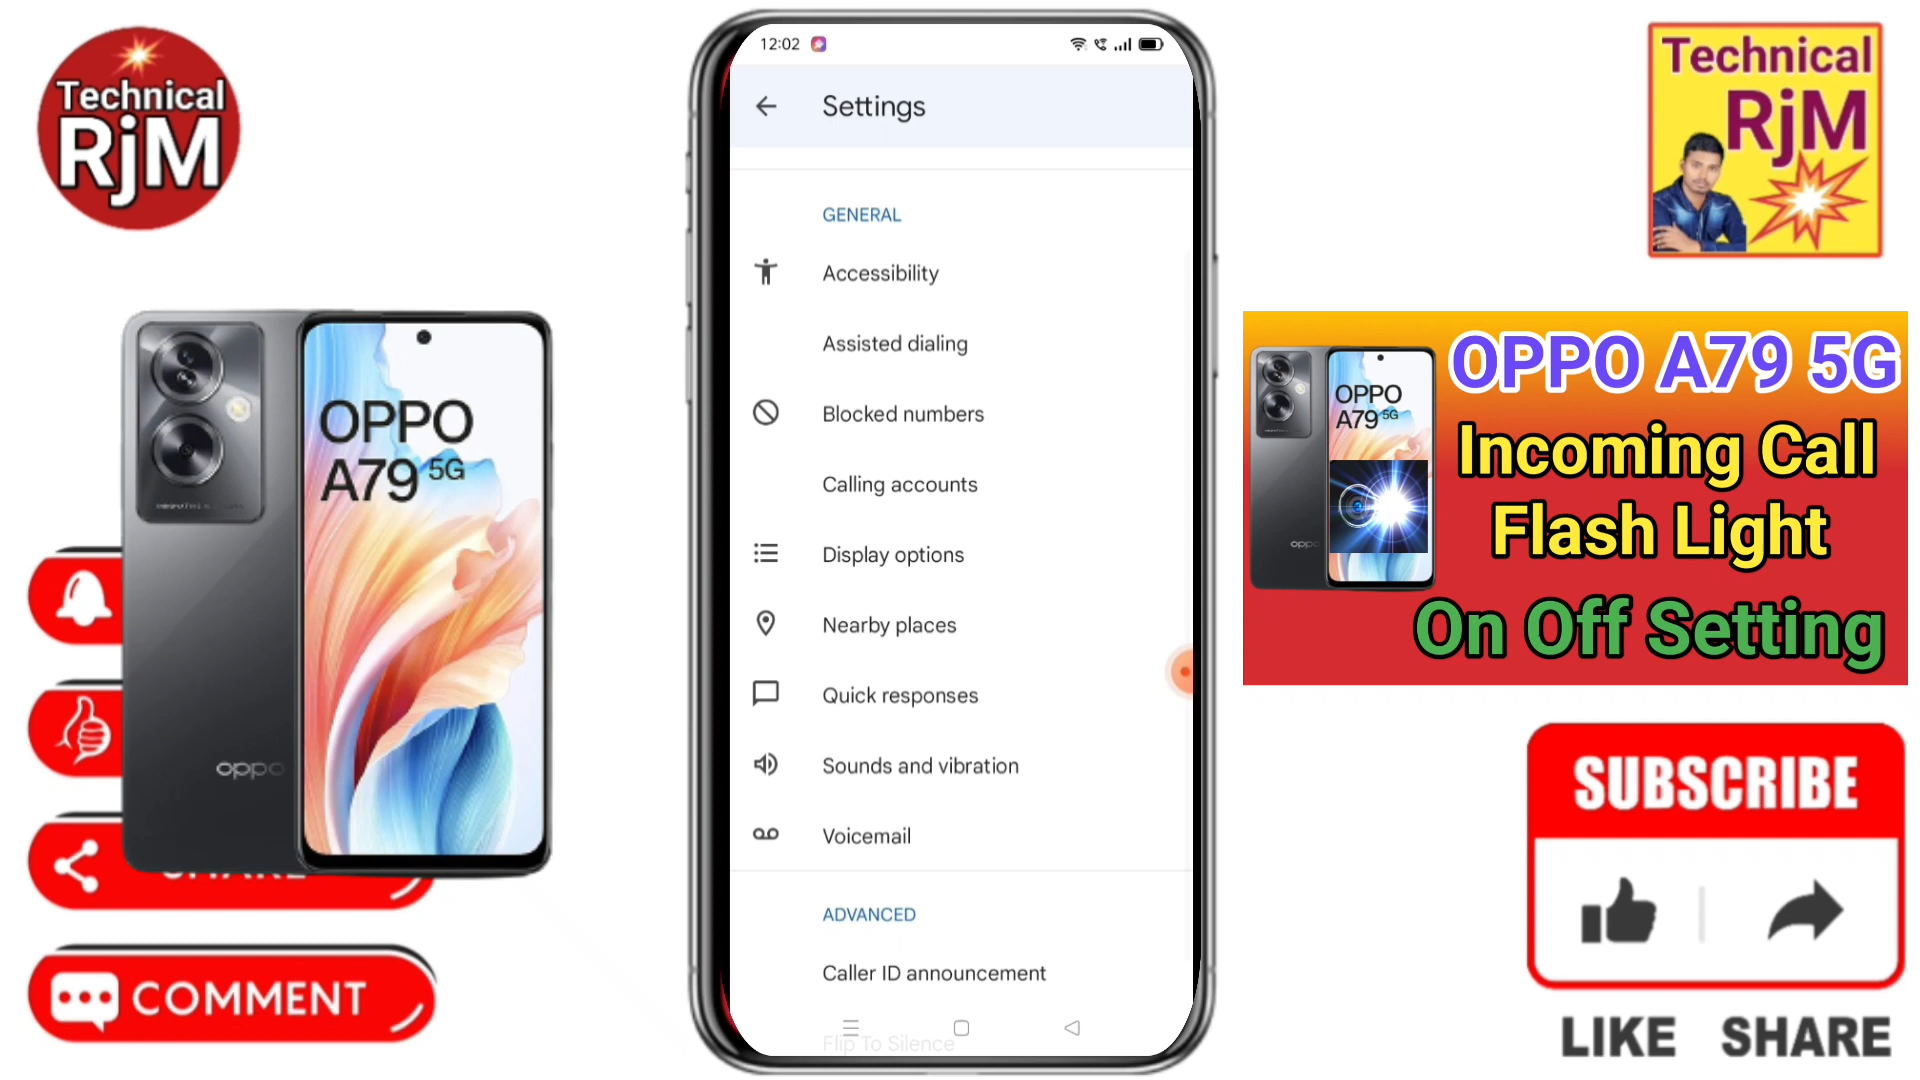 Technical
RjM
OPPO
A79 5G
oppo
COMMENT
12:02
Settings
GENERAL
Accessibility
Assisted dialing
Blocked numbers
Calling accounts
Display options
Nearby places
Quick responses
Sounds and vibration
Voicemail
ADVANCED
Caller ID announcement
Flip To Silence
Technical
RjM
OPPO A79 5G
OPPO
A79 5G
oppo
Incoming Call
Flash Light
On Off Setting
SUBSCRIBE
LIKE SHARE